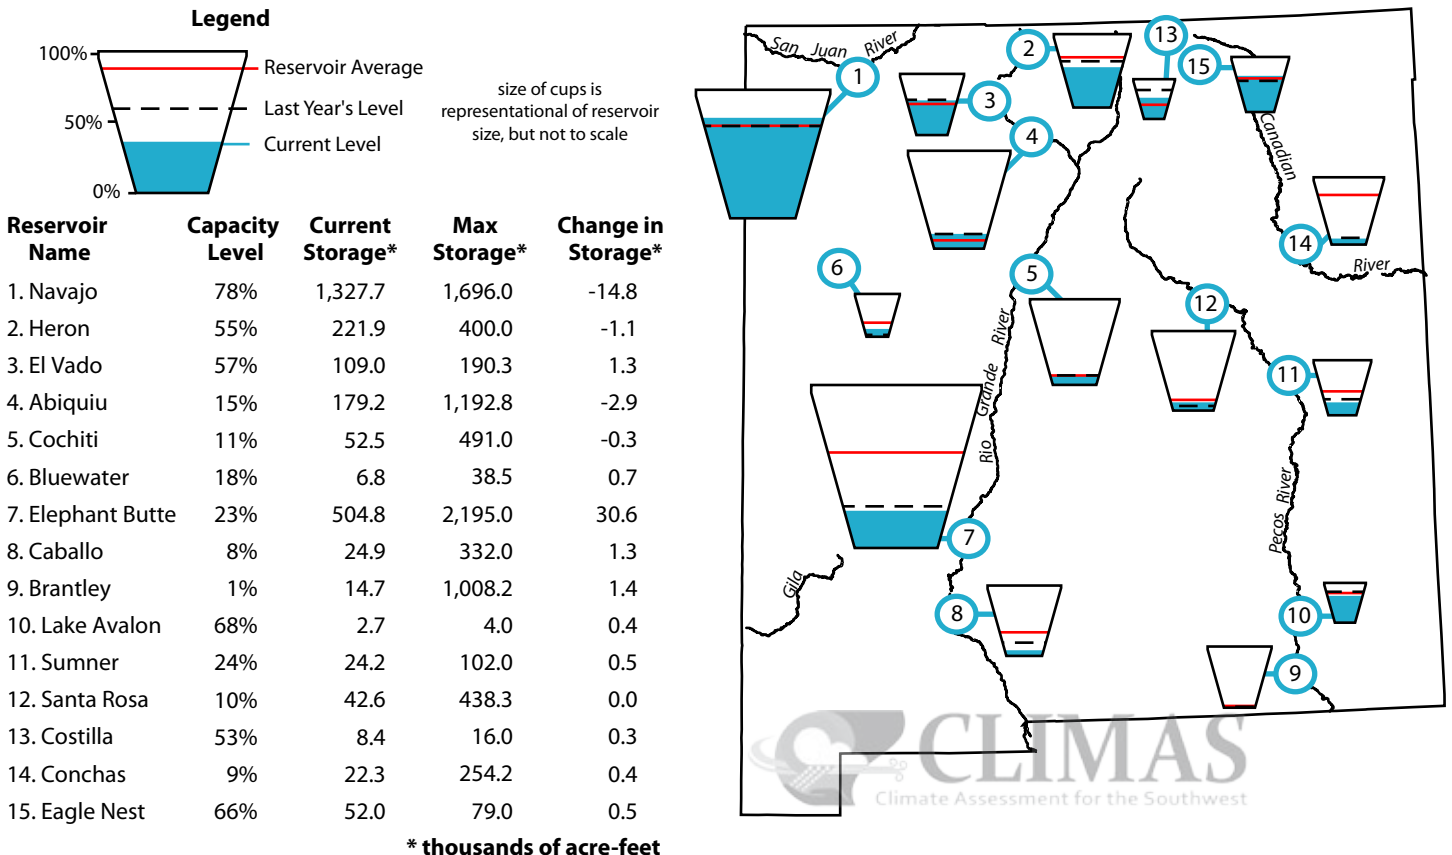 Legend
100%
50%
0%
Reservoir Average
Last Year's Level
Current Level
size of cups is
representational of reservoir
size, but not to scale
Reservoir Name Capacity Level Current Storage* Max Storage* Change in Storage*
1. Navajo 78% 1,327.7 1,696.0 -14.8
2. Heron 55% 221.9 400.0 -1.1
3. El Vado 57% 109.0 190.3 1.3
4. Abiquiu 15% 179.2 1,192.8 -2.9
5. Cochiti 11% 52.5 491.0 -0.3
6. Bluewater 18% 6.8 38.5 0.7
7. Elephant Butte 23% 504.8 2,195.0 30.6
8. Caballo 8% 24.9 332.0 1.3
9. Brantley 1% 14.7 1,008.2 1.4
10. Lake Avalon 68% 2.7 4.0 0.4
11. Sumner 24% 24.2 102.0 0.5
12. Santa Rosa 10% 42.6 438.3 0.0
13. Costilla 53% 8.4 16.0 0.3
14. Conchas 9% 22.3 254.2 0.4
15. Eagle Nest 66% 52.0 79.0 0.5
* thousands of acre-feet
San Juan River
1
2
13
15
3
4
Canadian
River
14
6
5
12
Rio Grande River
11
Pecos River
7
Gila
8
10
9
CLIMAS
Climate Assessment for the Southwest